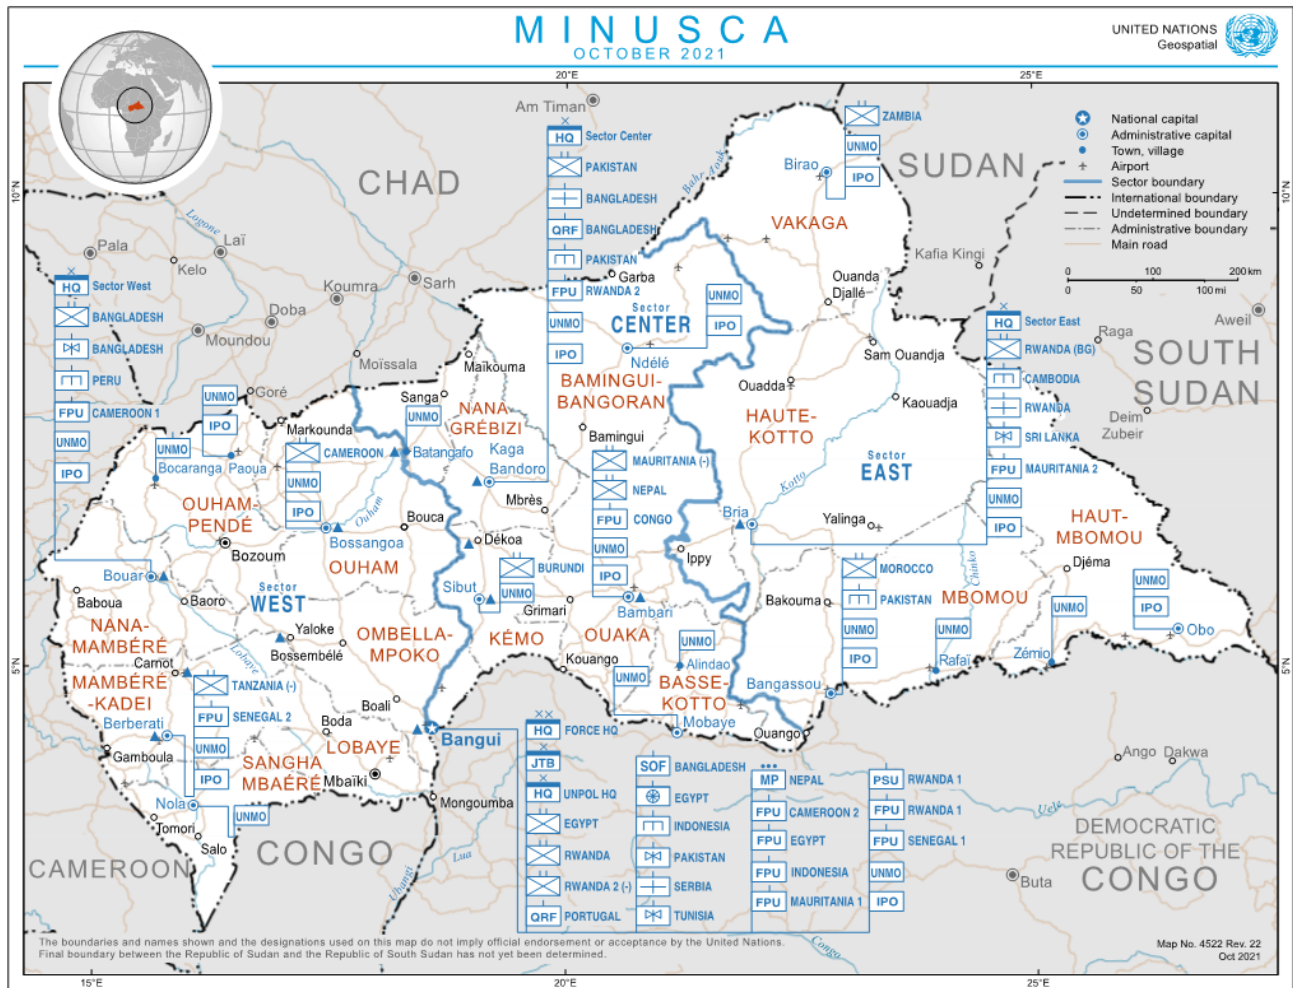 MINUSCA
OCTOBER 2021
UNITED NATIONS
Geospatial
20°E
25°E
10°N
10°N
5°N
5°N
15°E
20°E
25°E
National capital
Administrative capital
Town, village
Airport
Sector boundary
International boundary
Undetermined boundary
Administrative boundary
Main road
0 100 200 km
0 50 100 mi
CHAD
SUDAN
SOUTH
SUDAN
CAMEROON
CONGO
DEMOCRATIC
REPUBLIC OF THE
CONGO
Am Timan
Pala
Laï
Kelo
Logone
Doba
Koumra
Sarh
Moundou
Moïssala
Goré
Bahr Aouk
Kafia Kingi
Raga
Aweil
Deim
Zubeir
HQ Sector West
BANGLADESH
BANGLADESH
PERU
FPU CAMEROON 1
UNMO
IPO
HQ Sector Center
PAKISTAN
BANGLADESH
QRF BANGLADESH
PAKISTAN
FPU RWANDA 2
UNMO
IPO
ZAMBIA
UNMO
IPO
Birao
VAKAGA
Garba
Ouanda
Djallé
Sector
CENTER
UNMO
IPO
Ndélé
BAMINGUI-
BANGORAN
Bamingui
Sam Ouandja
Ouadda
Kaouadja
HAUTE-
KOTTO
Sector
EAST
Kotto
Bria
Yalinga
HQ Sector East
RWANDA (BG)
CAMBODIA
RWANDA
SRI LANKA
FPU MAURITANIA 2
UNMO
IPO
HAUT-
MBOMOU
Djéma
Chinko
MBOMOU
UNMO
IPO
Obo
UNMO
Zémio
UNMO
Rafaï
MOROCCO
PAKISTAN
UNMO
IPO
Bakouma
Bangassou
Ouango
Maïkouma
Sanga
NANA-
GRÉBIZI
Kaga
Bandoro
Mbrès
UNMO
Batangafo
Markounda
UNMO
IPO
Paoua
UNMO
Bocaranga
CAMEROON
UNMO
IPO
Ouham
Bossangoa
Bouca
OUHAM-
PENDÉ
Bozoum
OUHAM
Bouar
Baoro
Baboua
Sector
WEST
NANA-
MAMBÉRÉ
Yaloke
Bossembélé
OMBELLA-
MPOKO
Lobaye
Carnot
MAMBÉRÉ
-KADEI
Berberati
Gamboula
TANZANIA (-)
FPU SENEGAL 2
UNMO
IPO
Boali
Boda
LOBAYE
Mbaïki
SANGHA
MBAÉRÉ
Nola
UNMO
Tomori
Salo
Bangui
Mongoumba
Dékoa
BURUNDI
UNMO
Sibut
Grimari
KÉMO
MAURITANIA (-)
NEPAL
FPU CONGO
UNMO
IPO
Bambari
Ippy
OUAKA
Kouango
UNMO
Alindao
BASSE-
KOTTO
UNMO
Mobaye
HQ FORCE HQ
JTB
HQ UNPOL HQ
EGYPT
RWANDA
RWANDA 2 (-)
QRF PORTUGAL
SOF BANGLADESH
EGYPT
INDONESIA
PAKISTAN
SERBIA
TUNISIA
MP NEPAL
FPU CAMEROON 2
FPU EGYPT
FPU INDONESIA
FPU MAURITANIA 1
PSU RWANDA 1
FPU RWANDA 1
FPU SENEGAL 1
UNMO
IPO
Ubangi
Lua
Congo
Uele
Ango
Dakwa
Buta
The boundaries and names shown and the designations used on this map do not imply official endorsement or acceptance by the United Nations.
Final boundary between the Republic of Sudan and the Republic of South Sudan has not yet been determined.
Map No. 4522 Rev. 22
Oct 2021